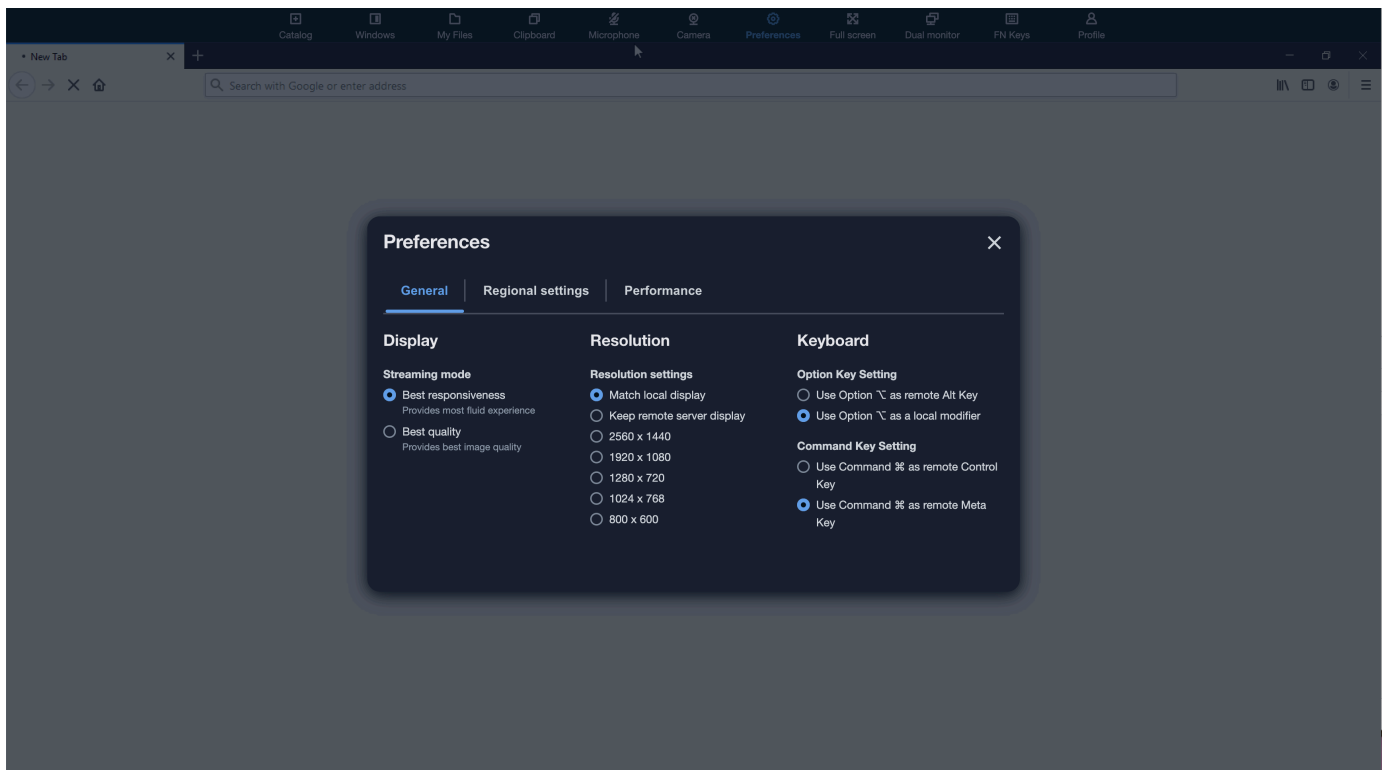 Catalog
Windows
My Files
Clipboard
Microphone
Camera
Preferences
Full screen
Dual monitor
FN Keys
Profile
New Tab
Search with Google or enter address
Preferences
General
Regional settings
Performance
Display
Streaming mode
Best responsiveness
Provides most fluid experience
Best quality
Provides best image quality
Resolution
Resolution settings
Match local display
Keep remote server display
2560 x 1440
1920 x 1080
1280 x 720
1024 x 768
800 x 600
Keyboard
Option Key Setting
Use Option ⌥ as remote Alt Key
Use Option ⌥ as a local modifier
Command Key Setting
Use Command ⌘ as remote Control
Key
Use Command ⌘ as remote Meta
Key